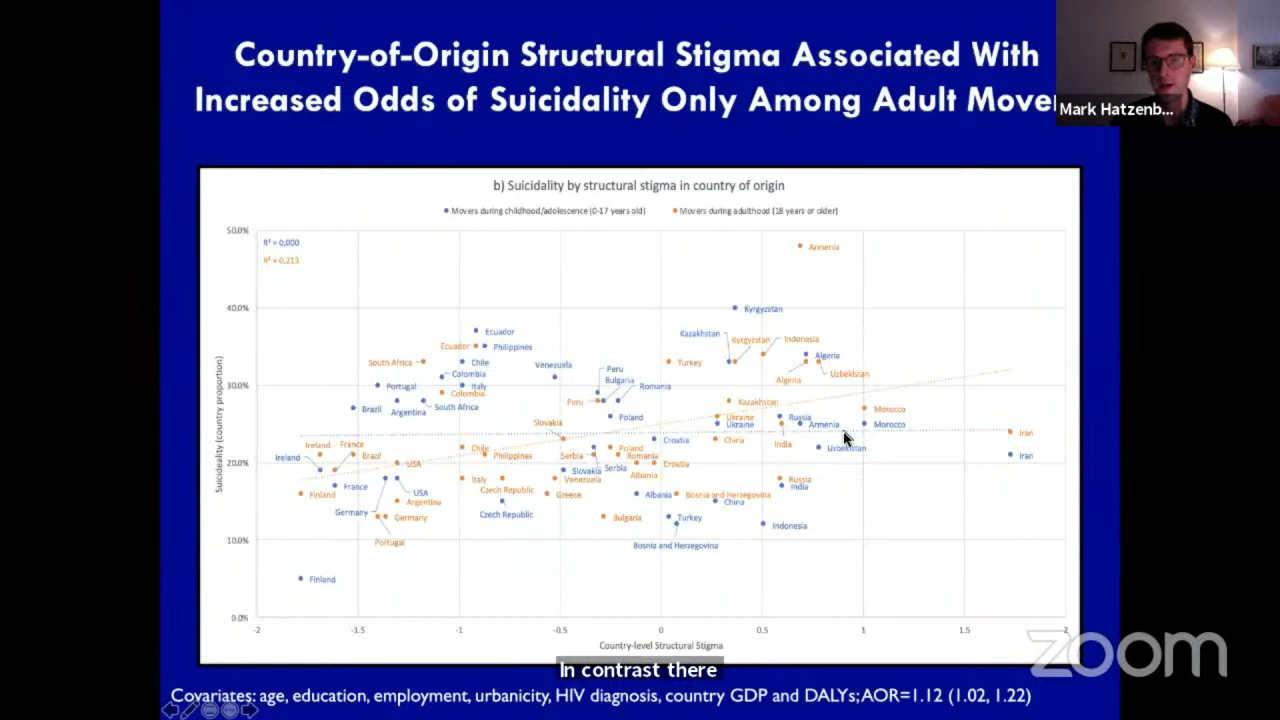 Country-of-Origin Structural Stigma Associated With
Increased Odds of Suicidality Only Among Adult Mover
Mark Hatzenb...
b) Suicidality by structural stigma in country of origin
Movers during childhood/adolescence (0-17 years old)
Movers during adulthood (18 years or older)
R² = 0,000
R² = 0,213
Suicideality (country proportion)
50.0%
40.0%
30.0%
20.0%
10.0%
0.0%
Armenia
Kyrgyzstan
Ecuador
Ecuador
Philippines
Kazakhstan
Kyrgyzstan
Indonesia
South Africa
Chile
Venezuela
Turkey
Algeria
Algeria
Uzbekistan
Colombia
Peru
Bulgaria
Romania
Portugal
Italy
Colombia
Brazil
Argentina
South Africa
Peru
Poland
Kazakhstan
Morocco
Slovakia
Ukraine
Ukraine
Russia
Armenia
Morocco
Iran
Ireland
France
Croatia
China
India
Uzbekistan
Ireland
Brazil
USA
Chile
Philippines
Serbia
Serbia
Poland
Romania
Croatia
Iran
France
Italy
Slovakia
Venezuela
Albania
Russia
India
Finland
USA
Argentina
Czech Republic
Greece
Albania
Bosnia and Herzegovina
China
Germany
Germany
Czech Republic
Bulgaria
Turkey
Indonesia
Portugal
Bosnia and Herzegovina
Finland
-2
-1.5
-1
-0.5
0
0.5
1
1.5
2
Country-level Structural Stigma
zoom
In contrast there
Covariates: age, education, employment, urbanicity, HIV diagnosis, country GDP and DALYs; AOR=1.12 (1.02, 1.22)